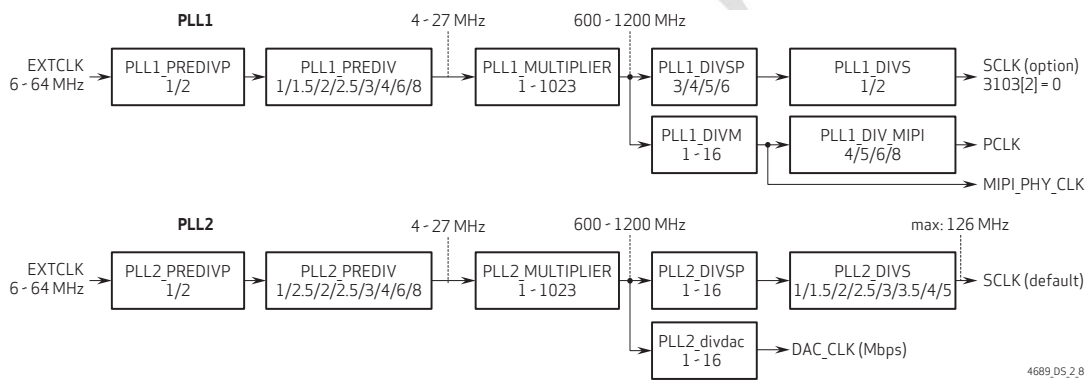 PLL1
4 - 27 MHz
600 - 1200 MHz
EXTCLK
6 - 64 MHz
PLL1_PREDIVP
1/2
PLL1_PREDIV
1/1.5/2/2.5/3/4/6/8
PLL1_MULTIPLIER
1 - 1023
PLL1_DIVSP
3/4/5/6
PLL1_DIVS
1/2
SCLK (option)
3103[2] = 0
PLL1_DIVM
1 - 16
PLL1_DIV_MIPI
4/5/6/8
PCLK
MIPI_PHY_CLK
PLL2
4 - 27 MHz
600 - 1200 MHz
max: 126 MHz
EXTCLK
6 - 64 MHz
PLL2_PREDIVP
1/2
PLL2_PREDIV
1/2.5/2/2.5/3/4/6/8
PLL2_MULTIPLIER
1 - 1023
PLL2_DIVSP
1 - 16
PLL2_DIVS
1/1.5/2/2.5/3/3.5/4/5
SCLK (default)
PLL2_divdac
1 - 16
DAC_CLK (Mbps)
4689_DS_2_8